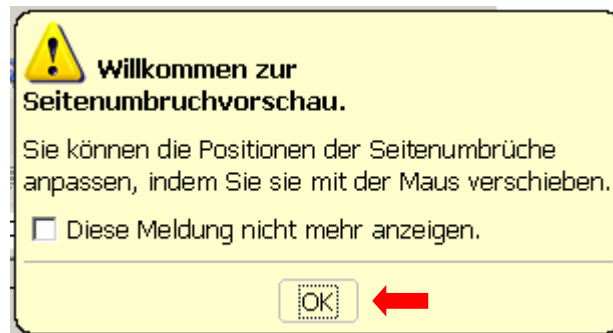 Willkommen zur
Seitenumbruchvorschau.
Sie können die Positionen der Seitenumbrüche
anpassen, indem Sie sie mit der Maus verschieben.
Diese Meldung nicht mehr anzeigen.
OK